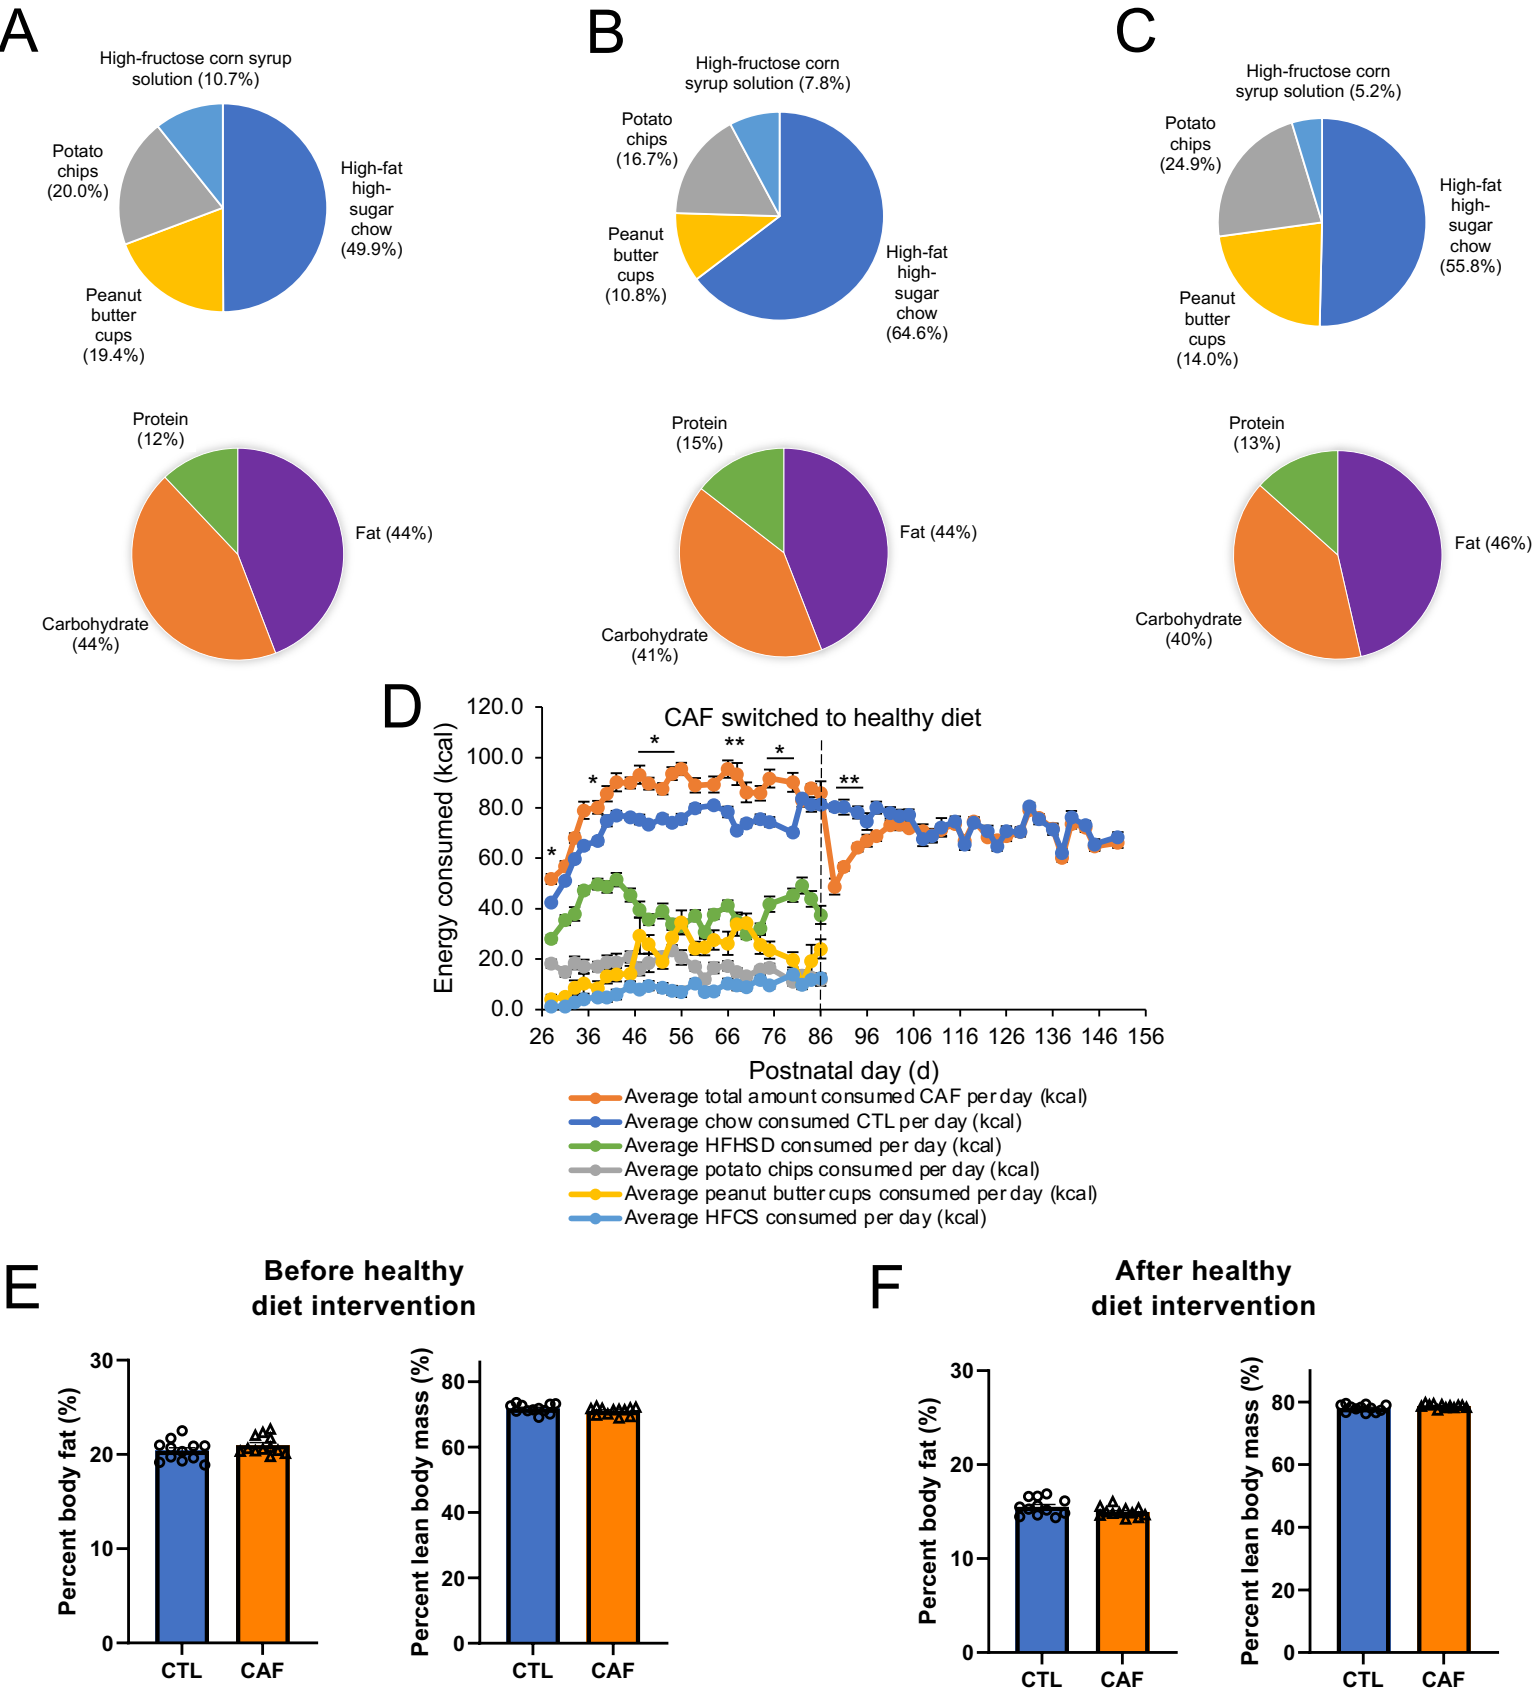 A
High-fructose corn syrup
solution (10.7%)
Potato
chips
(20.0%)
High-fat
high-
sugar
chow
(49.9%)
Peanut
butter
cups
(19.4%)
Protein
(12%)
Fat (44%)
Carbohydrate
(44%)
B
High-fructose corn
syrup solution (7.8%)
Potato
chips
(16.7%)
Peanut
butter
cups
(10.8%)
High-fat
high-
sugar
chow
(64.6%)
Protein
(15%)
Fat (44%)
Carbohydrate
(41%)
C
High-fructose corn
syrup solution (5.2%)
Potato
chips
(24.9%)
High-fat
high-
sugar
chow
(55.8%)
Peanut
butter
cups
(14.0%)
Protein
(13%)
Fat (46%)
Carbohydrate
(40%)
D
CAF switched to healthy diet
Energy consumed (kcal)
120.0
100.0
80.0
60.0
40.0
20.0
0.0
* * * ** * **
26 36 46 56 66 76 86 96 106 116 126 136 146 156
Postnatal day (d)
Average total amount consumed CAF per day (kcal)
Average chow consumed CTL per day (kcal)
Average HFHSD consumed per day (kcal)
Average potato chips consumed per day (kcal)
Average peanut butter cups consumed per day (kcal)
Average HFCS consumed per day (kcal)
E
Before healthy
diet intervention
Percent body fat (%)
30
20
10
0
CTL CAF
Percent lean body mass (%)
80
60
40
20
0
CTL CAF
F
After healthy
diet intervention
Percent body fat (%)
30
20
10
0
CTL CAF
Percent lean body mass (%)
80
60
40
20
0
CTL CAF